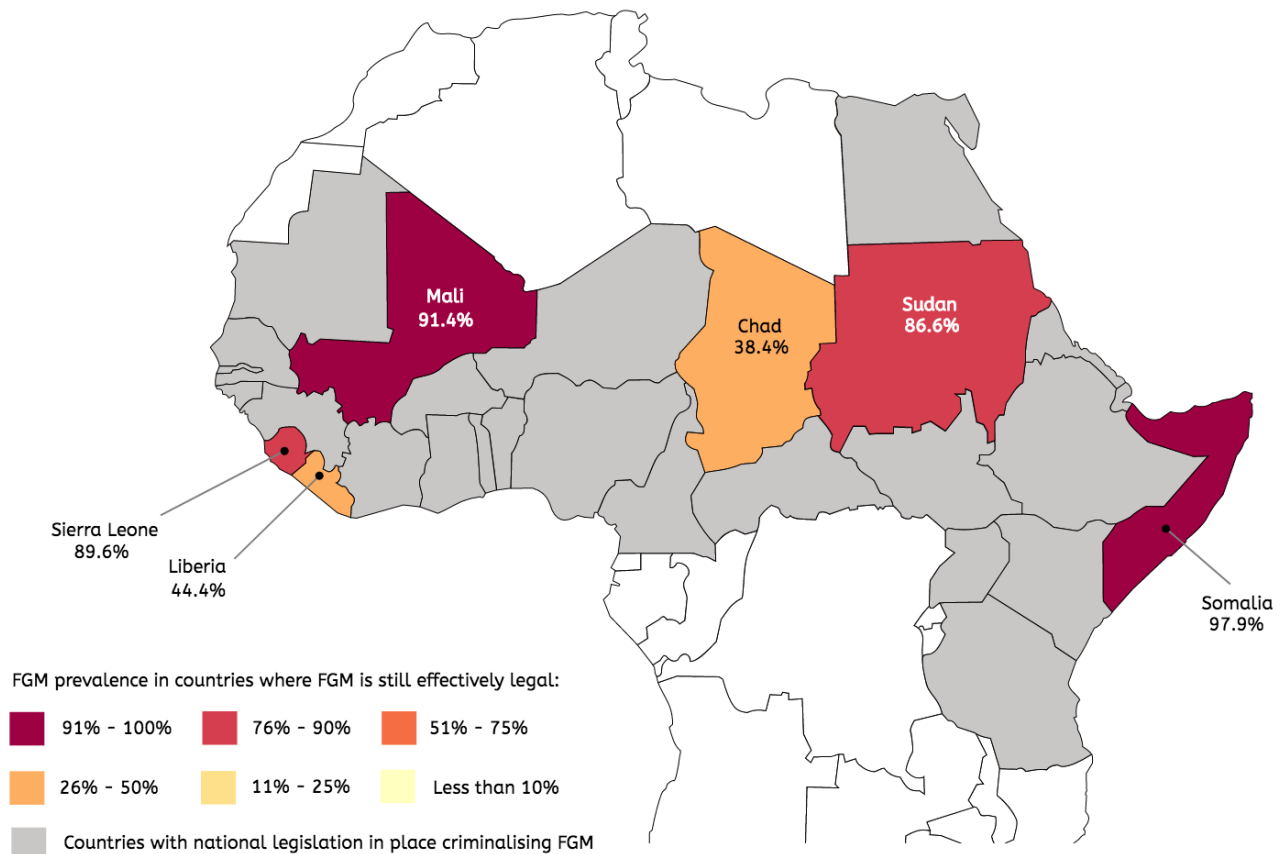 Mali
91.4%
Chad
38.4%
Sudan
86.6%
Sierra Leone
89.6%
Liberia
44.4%
Somalia
97.9%
FGM prevalence in countries where FGM is still effectively legal:
91% - 100%
76% - 90%
51% - 75%
26% - 50%
11% - 25%
Less than 10%
Countries with national legislation in place criminalising FGM